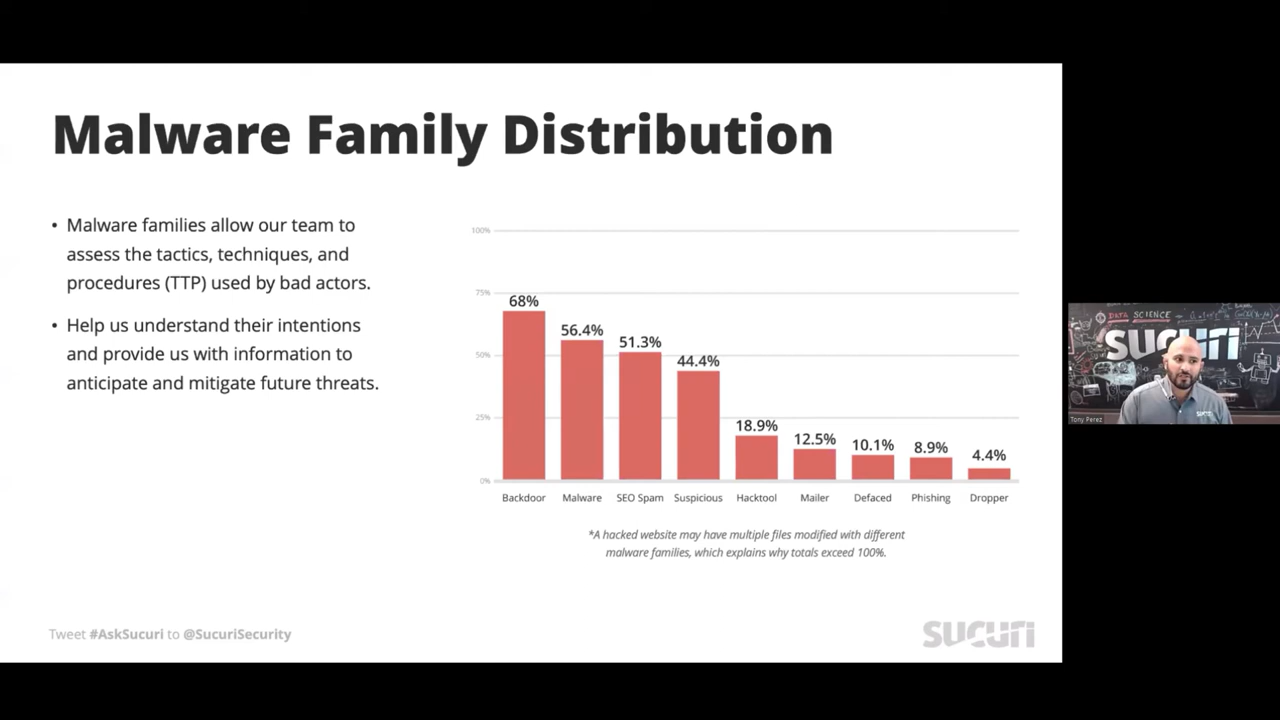 Malware Family Distribution
• Malware families allow our team to
assess the tactics, techniques, and
procedures (TTP) used by bad actors.
• Help us understand their intentions
and provide us with information to
anticipate and mitigate future threats.
100%
75%
50%
25%
0%
68%
56.4%
51.3%
44.4%
18.9%
12.5%
10.1%
8.9%
4.4%
Backdoor
Malware
SEO Spam
Suspicious
Hacktool
Mailer
Defaced
Phishing
Dropper
*A hacked website may have multiple files modified with different
malware families, which explains why totals exceed 100%.
Tweet #AskSucuri to @SucuriSecurity
SUCURI
DATA SCIENCE
SUCURI
Tony Perez